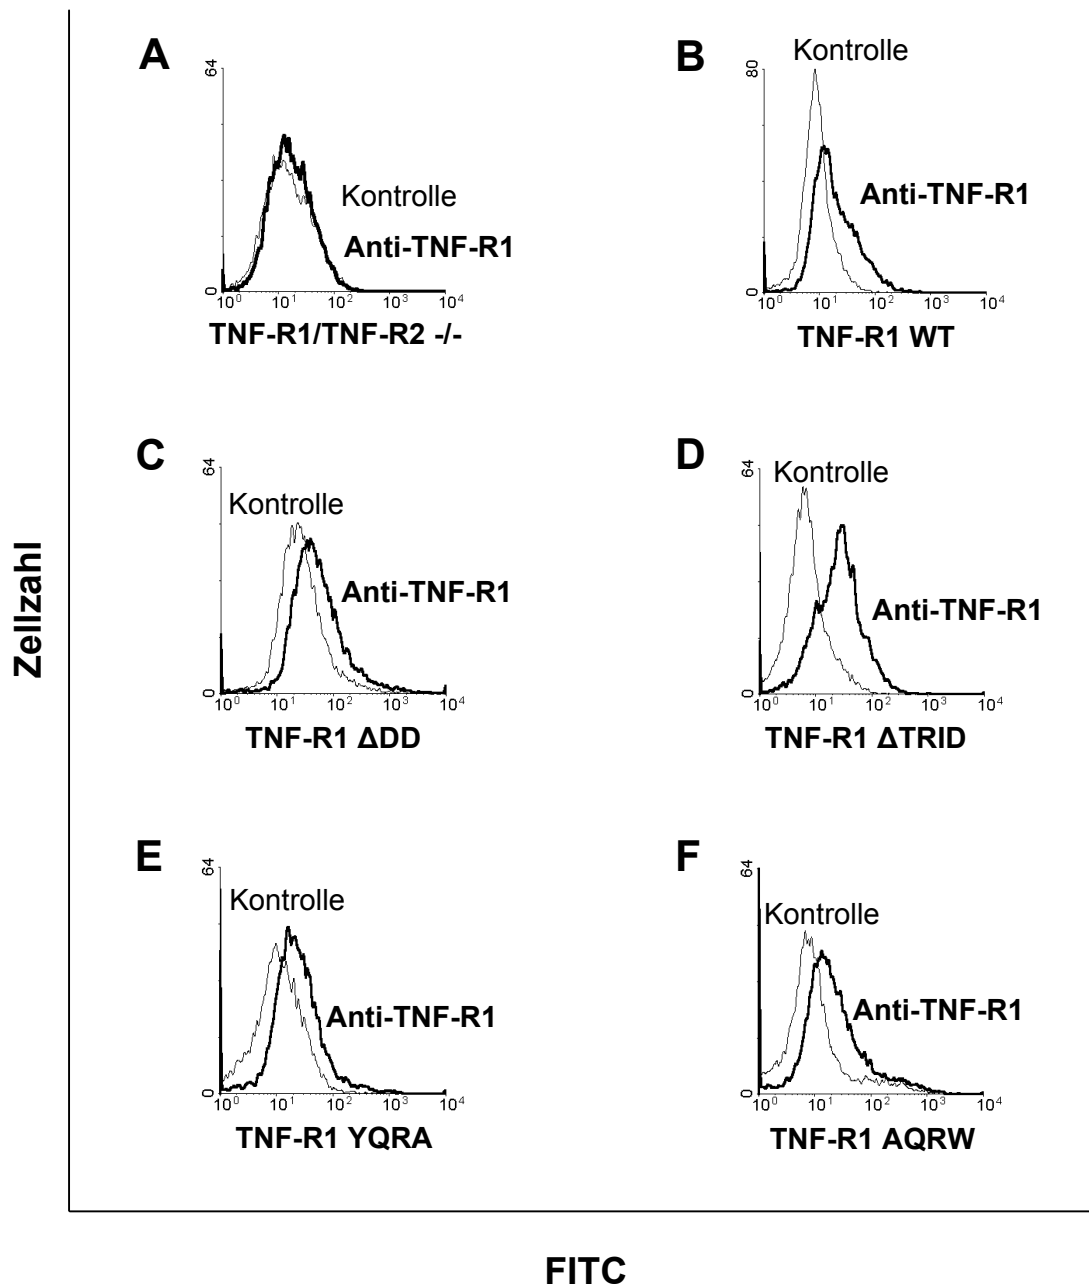 A
64
0
10^0 10^1 10^2 10^3 10^4
Kontrolle
Anti-TNF-R1
TNF-R1/TNF-R2 -/-
B
Kontrolle
80
0
10^0 10^1 10^2 10^3 10^4
Anti-TNF-R1
TNF-R1 WT
C
64
0
10^0 10^1 10^2 10^3 10^4
Kontrolle
Anti-TNF-R1
TNF-R1 ΔDD
D
64
0
10^0 10^1 10^2 10^3 10^4
Kontrolle
Anti-TNF-R1
TNF-R1 ΔTRID
Zellzahl
E
64
0
10^0 10^1 10^2 10^3 10^4
Kontrolle
Anti-TNF-R1
TNF-R1 YQRA
F
64
0
10^0 10^1 10^2 10^3 10^4
Kontrolle
Anti-TNF-R1
TNF-R1 AQRW
FITC